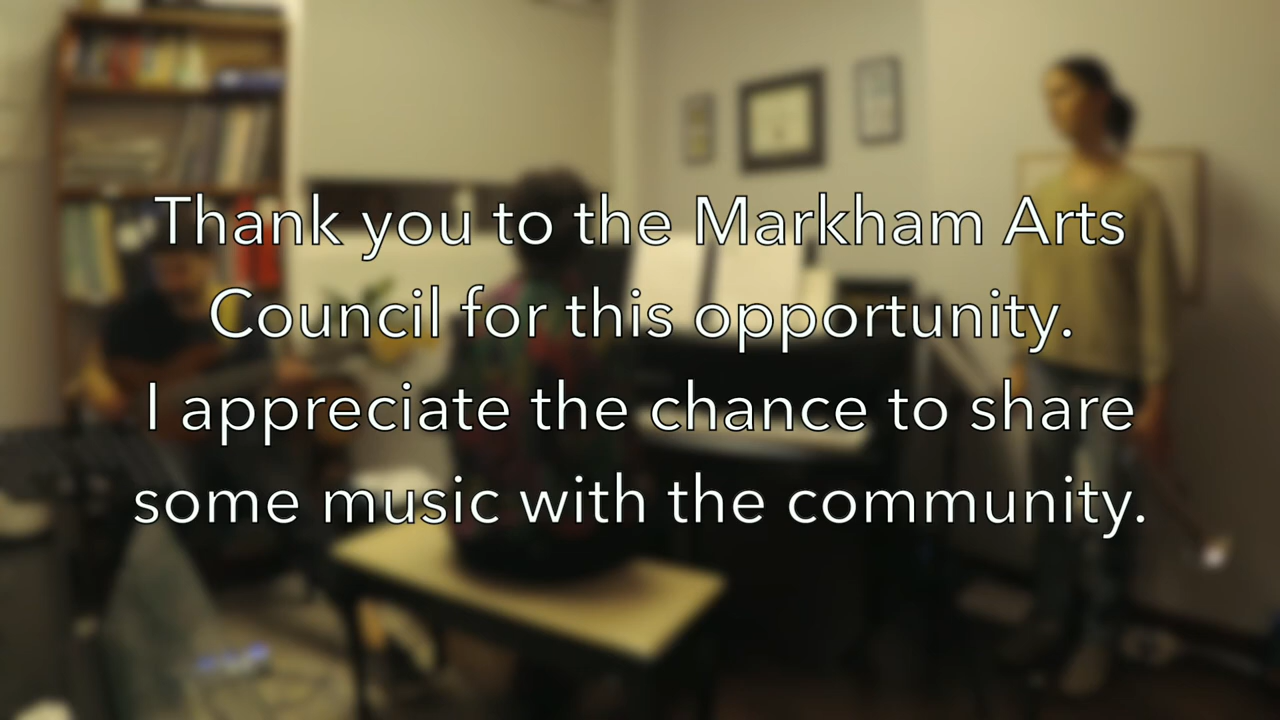 Thank you to the Markham Arts
Council for this opportunity.
I appreciate the chance to share
some music with the community.